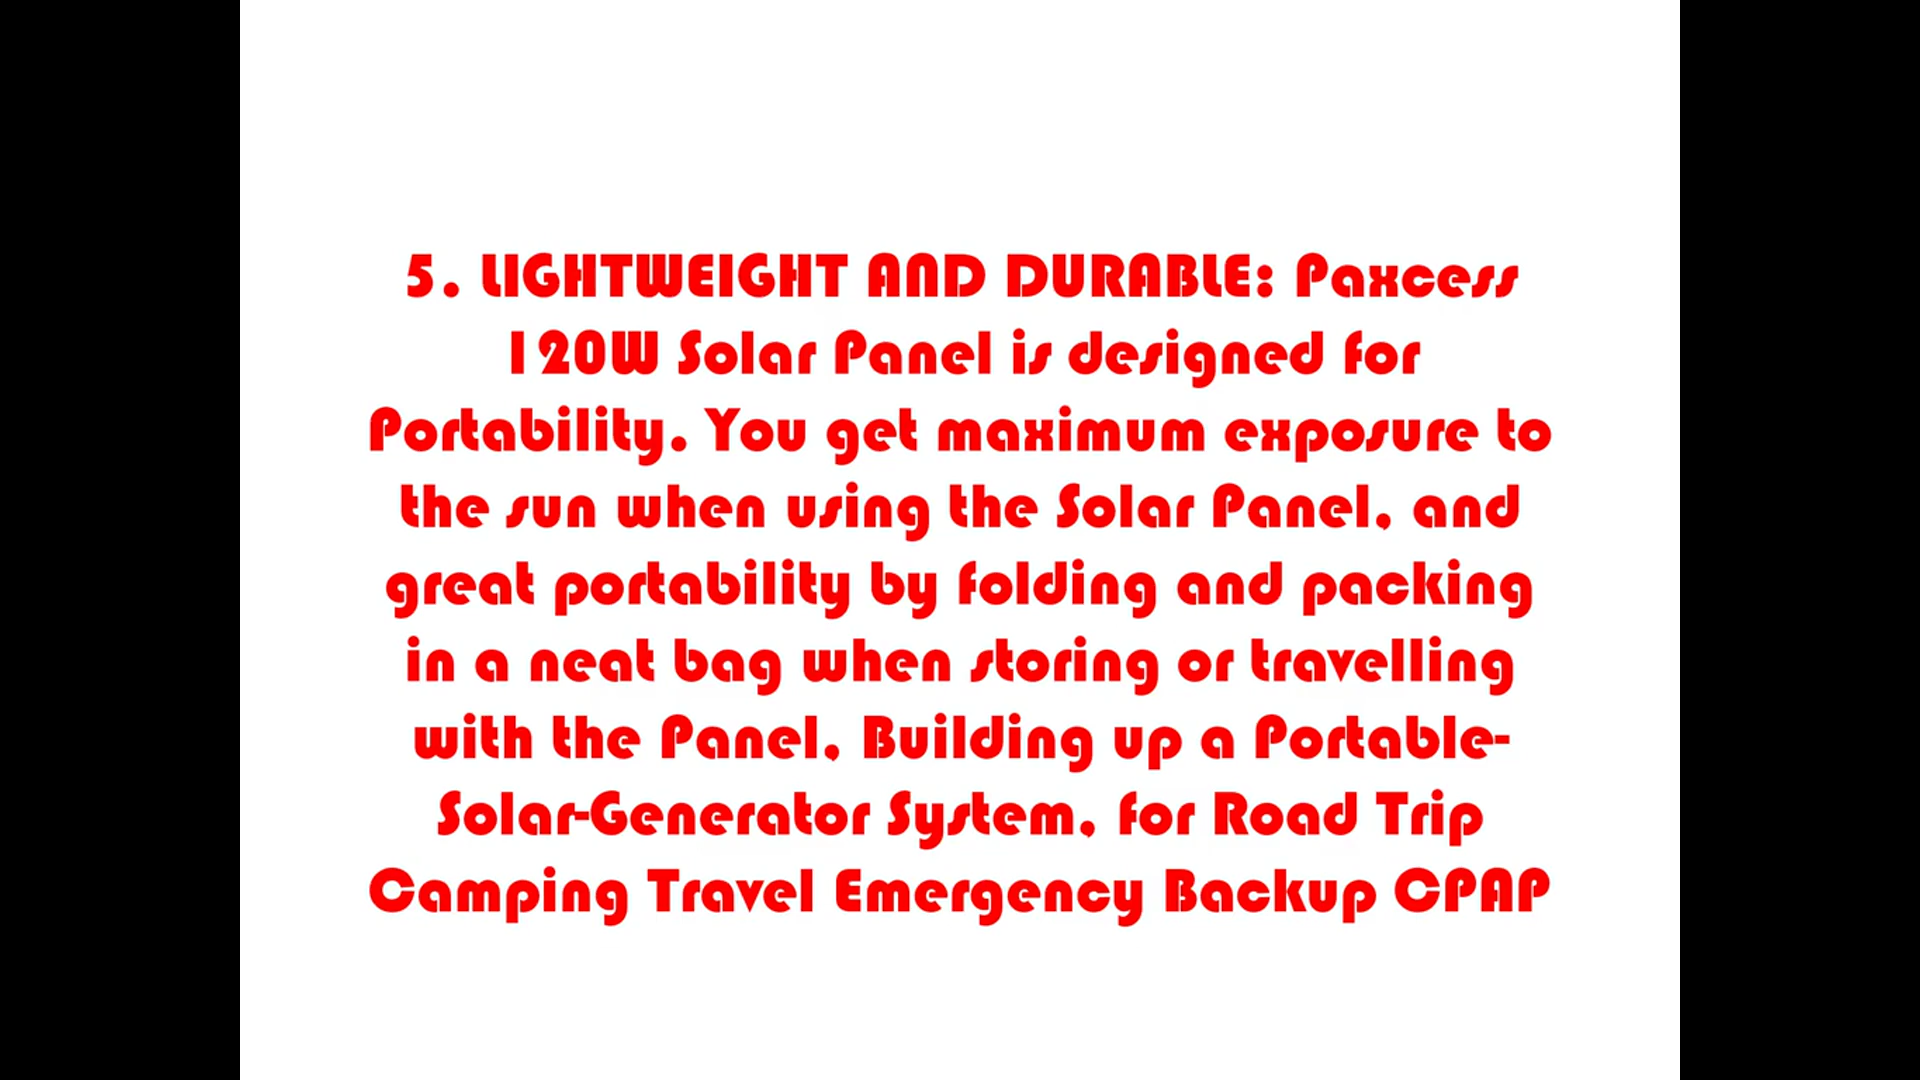 5. LIGHTWEIGHT AND DURABLE: Paxcess
120W Solar Panel is designed for
Portability. You get maximum exposure to
the sun when using the Solar Panel, and
great portability by folding and packing
in a neat bag when storing or travelling
with the Panel, Building up a Portable-
Solar-Generator System, for Road Trip
Camping Travel Emergency Backup CPAP